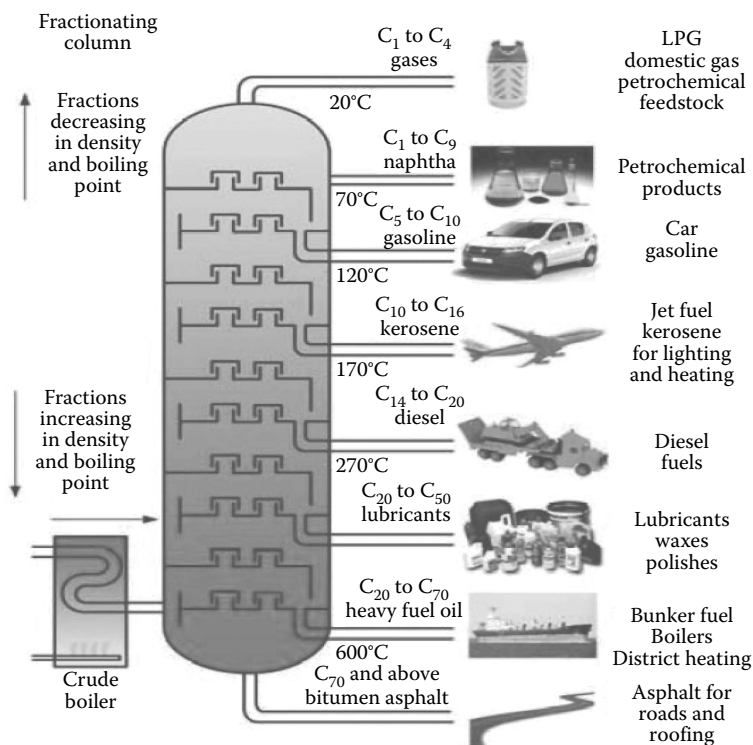 Fractionating
column
Fractions
decreasing
in density
and boiling
point
Fractions
increasing
in density
and boiling
point
Crude
boiler
C₁ to C₄
gases
20°C
LPG
domestic gas
petrochemical
feedstock
C₁ to C₉
naphtha
70°C
Petrochemical
products
C₅ to C₁₀
gasoline
120°C
Car
gasoline
C₁₀ to C₁₆
kerosene
170°C
Jet fuel
kerosene
for lighting
and heating
C₁₄ to C₂₀
diesel
270°C
Diesel
fuels
C₂₀ to C₅₀
lubricants
Lubricants
waxes
polishes
C₂₀ to C₇₀
heavy fuel oil
600°C
Bunker fuel
Boilers
District heating
C₇₀ and above
bitumen asphalt
Asphalt for
roads and
roofing